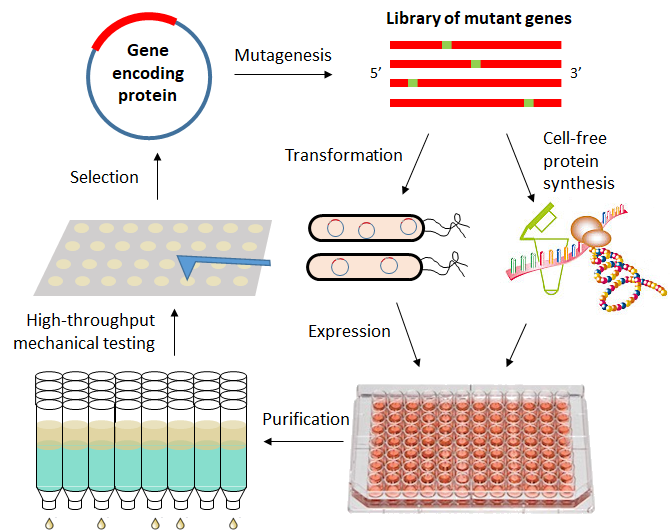 Library of mutant genes
Gene
encoding
protein
Mutagenesis
5’
3’
Transformation
Cell-free
protein
synthesis
Selection
High-throughput
mechanical testing
Expression
Purification